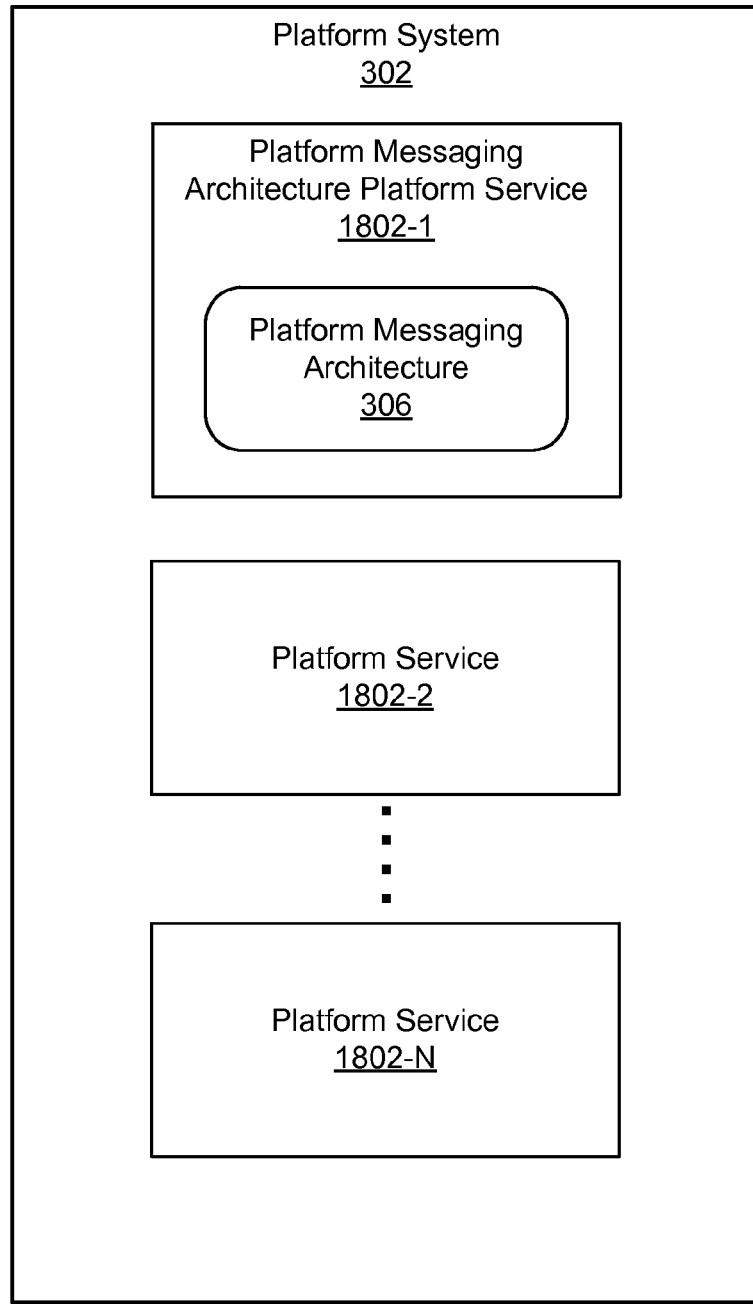 Platform System
302
Platform Messaging
Architecture Platform Service
1802-1
Platform Messaging
Architecture
306
Platform Service
1802-2
Platform Service
1802-N